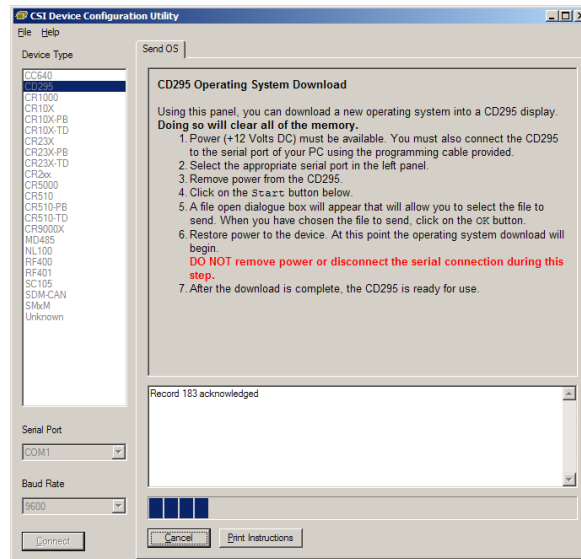 CSI Device Configuration Utility
File Help
Device Type
Send OS
CC640
CD295
CR1000
CR10X
CR10X-PB
CR10X-TD
CR23X
CR23X-PB
CR23X-TD
CR2xx
CR5000
CR510
CR510-PB
CR510-TD
CR9000X
MD485
NL100
RF400
RF401
SC105
SDM-CAN
SMxM
Unknown
Serial Port
COM1
Baud Rate
9600
Connect
CD295 Operating System Download
Using this panel, you can download a new operating system into a CD295 display.
Doing so will clear all of the memory.
1. Power (+12 Volts DC) must be available. You must also connect the CD295
to the serial port of your PC using the programming cable provided.
2. Select the appropriate serial port in the left panel.
3. Remove power from the CD295.
4. Click on the Start button below.
5. A file open dialogue box will appear that will allow you to select the file to
send. When you have chosen the file to send, click on the OK button.
6. Restore power to the device. At this point the operating system download will
begin.
DO NOT remove power or disconnect the serial connection during this
step.
7. After the download is complete, the CD295 is ready for use.
Record 183 acknowledged
Cancel
Print Instructions